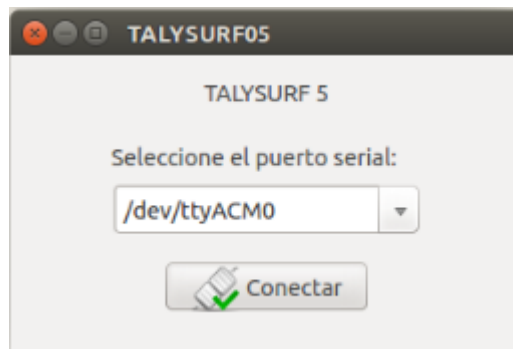 TALYSURF05
TALYSURF 5
Seleccione el puerto serial:
/dev/ttyACM0
Conectar